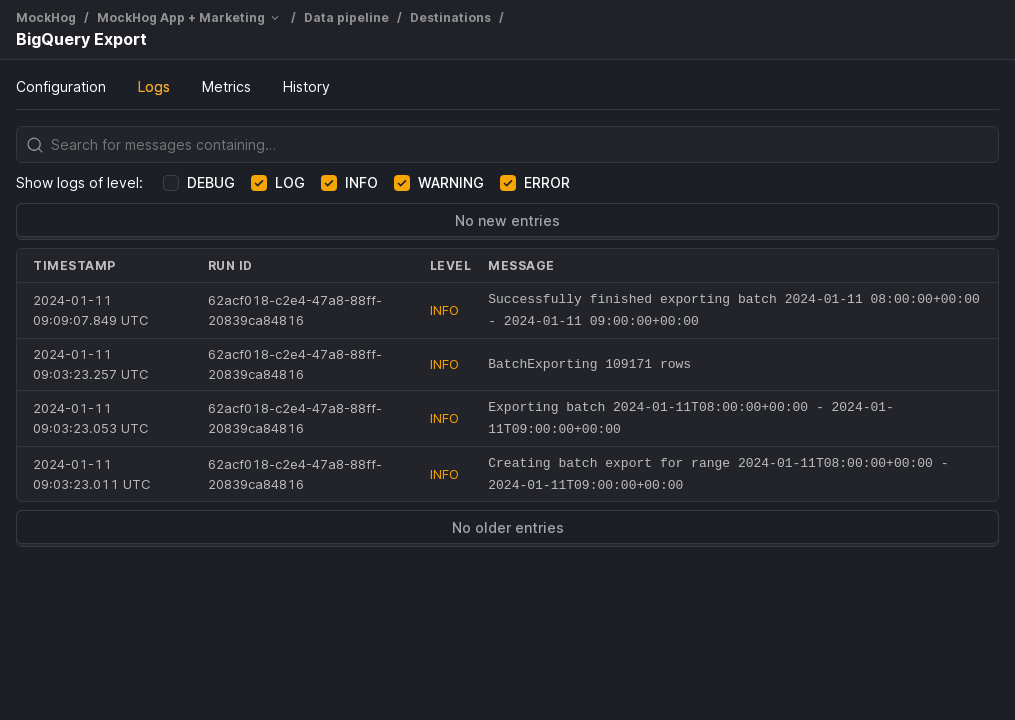 MockHog / MockHog App + Marketing / Data pipeline / Destinations /
BigQuery Export
Configuration Logs Metrics History
Search for messages containing...
Show logs of level: DEBUG LOG INFO WARNING ERROR
No new entries
TIMESTAMP RUN ID LEVEL MESSAGE
2024-01-11
09:09:07.849 UTC
62acf018-c2e4-47a8-88ff-
20839ca84816
INFO
Successfully finished exporting batch 2024-01-11 08:00:00+00:00
- 2024-01-11 09:00:00+00:00
2024-01-11
09:03:23.257 UTC
62acf018-c2e4-47a8-88ff-
20839ca84816
INFO
BatchExporting 109171 rows
2024-01-11
09:03:23.053 UTC
62acf018-c2e4-47a8-88ff-
20839ca84816
INFO
Exporting batch 2024-01-11T08:00:00+00:00 - 2024-01-
11T09:00:00+00:00
2024-01-11
09:03:23.011 UTC
62acf018-c2e4-47a8-88ff-
20839ca84816
INFO
Creating batch export for range 2024-01-11T08:00:00+00:00 -
2024-01-11T09:00:00+00:00
No older entries